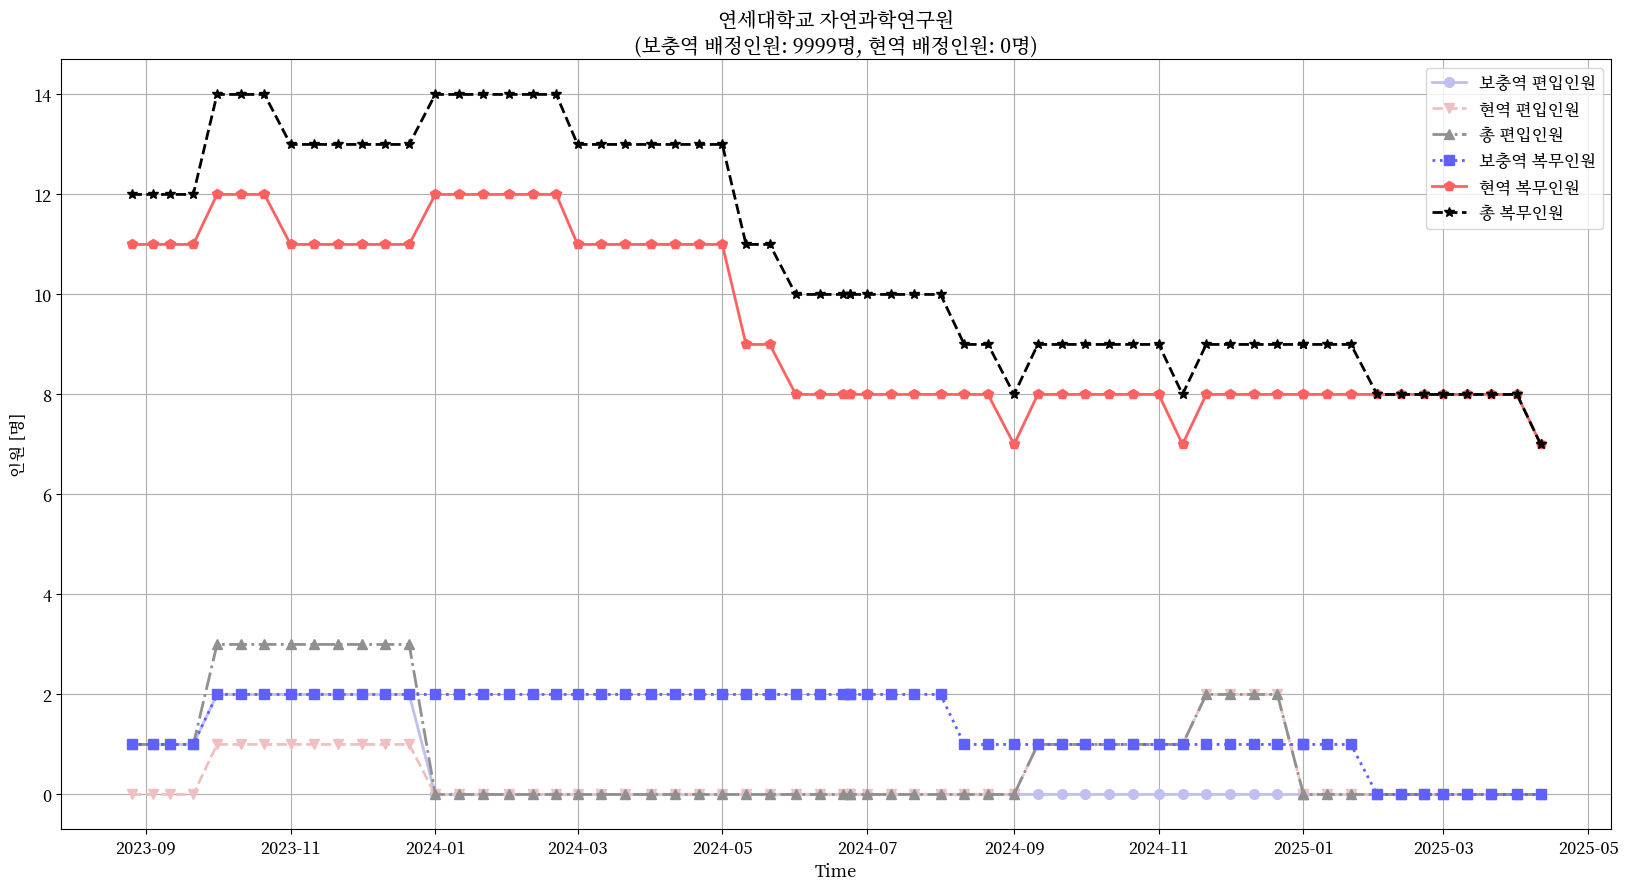 연세대학교 자연과학연구원
(보충역 배정인원: 9999명, 현역 배정인원: 0명)
보충역 편입인원
현역 편입인원
총 편입인원
보충역 복무인원
현역 복무인원
총 복무인원
인원 [명]
14
12
10
8
6
4
2
0
2023-09
2023-11
2024-01
2024-03
2024-05
2024-07
2024-09
2024-11
2025-01
2025-03
2025-05
Time